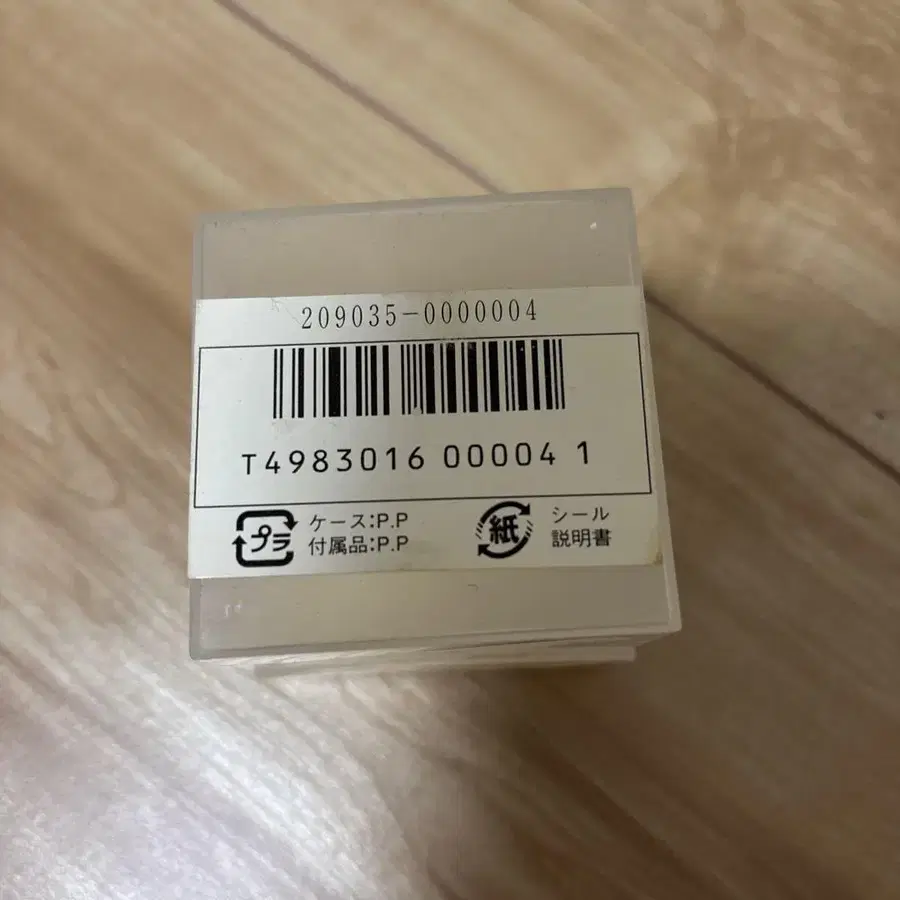 209035-0000004
T4983016 00004 1
プラ
ケース:P.P
付属品:P.P
紙
シール
説明書